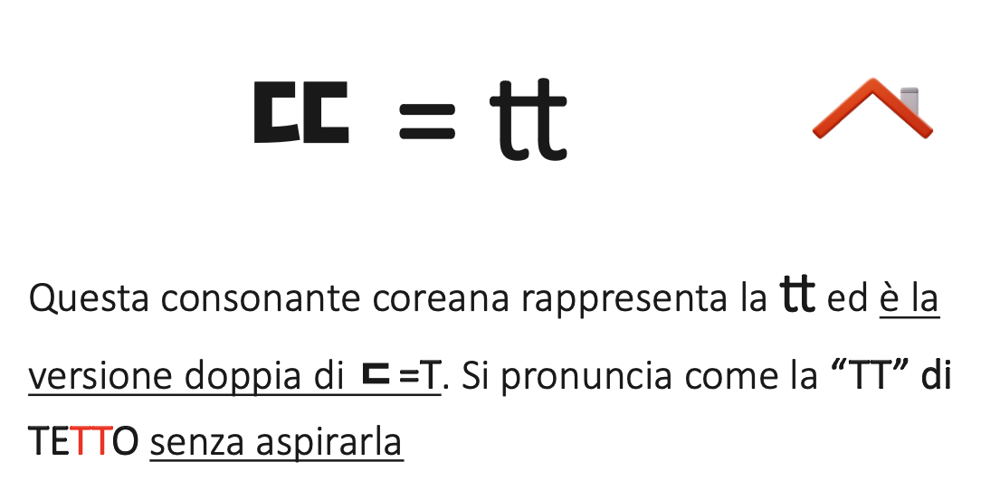 ㄸ = tt
Questa consonante coreana rappresenta la tt ed è la
versione doppia di ㄷ =T. Si pronuncia come la “TT” di
TETTO senza aspirarla